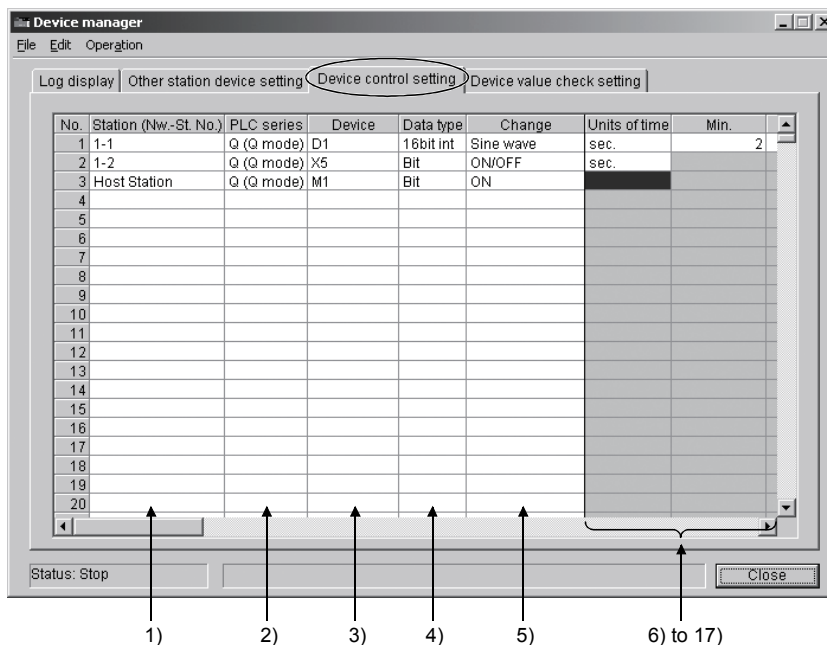 Device manager
File Edit Operation
Log display Other station device setting Device control setting Device value check setting
No. Station (Nw.-St. No.) PLC series Device Data type Change Units of time Min.
1 1-1 Q (Q mode) D1 16bit int Sine wave sec. 2
2 1-2 Q (Q mode) X5 Bit ON/OFF sec.
3 Host Station Q (Q mode) M1 Bit ON
4
5
6
7
8
9
10
11
12
13
14
15
16
17
18
19
20
Status: Stop Close
1) 2) 3) 4) 5) 6) to 17)